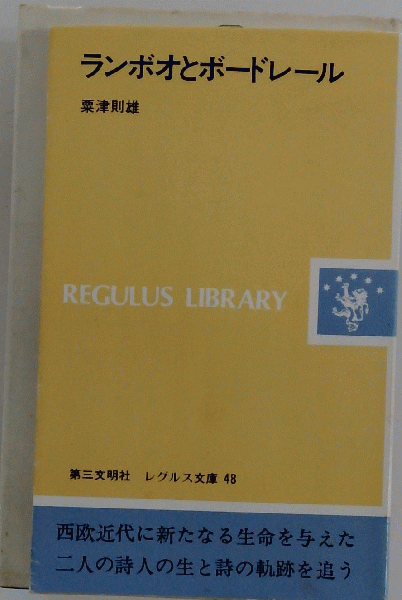 ランボオとボードレール
粟津則雄
REGULUS LIBRARY
第三文明社 レグルス文庫 48
西欧近代に新たなる生命を与えた
二人の詩人の生と詩の軌跡を追う